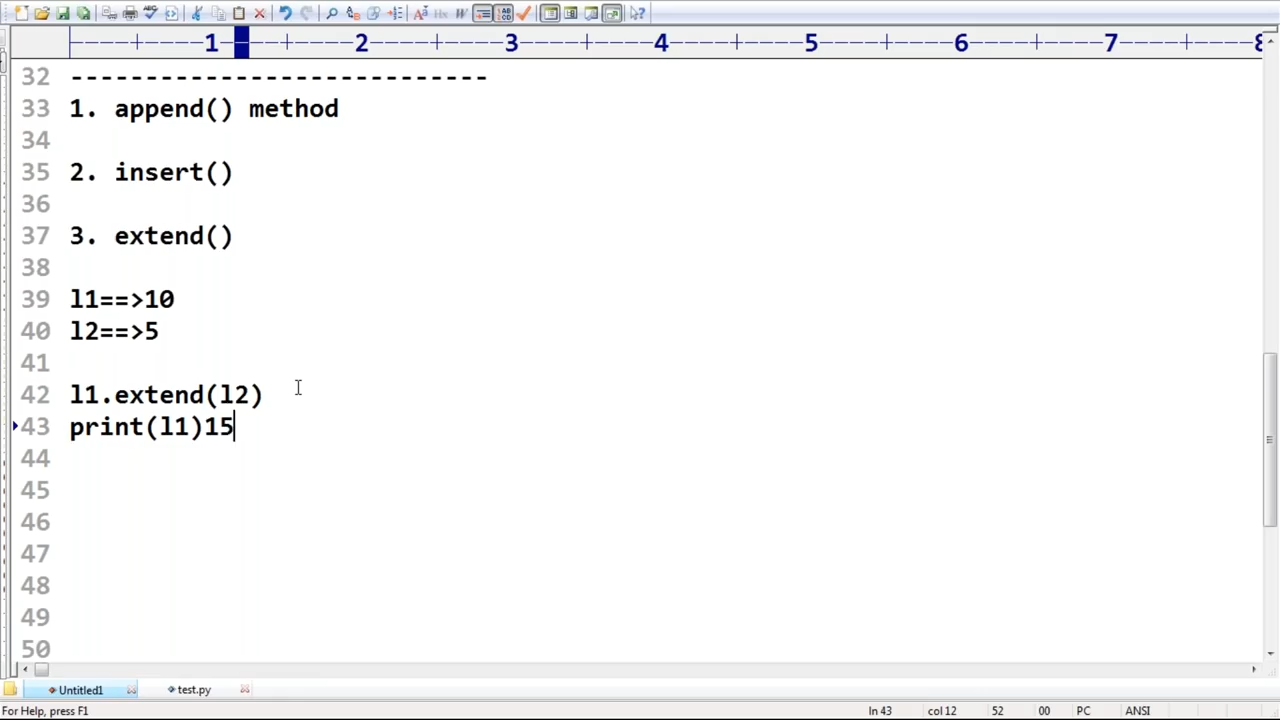 1 2 3 4 5 6 7 8
32 ----------------------------
33 1. append() method
34
35 2. insert()
36
37 3. extend()
38
39 l1==>10
40 l2==>5
41
42 l1.extend(l2)
43 print(l1)15
44
45
46
47
48
49
50
Untitled1 test.py
For Help, press F1 ln 43 col 12 52 00 PC ANSI